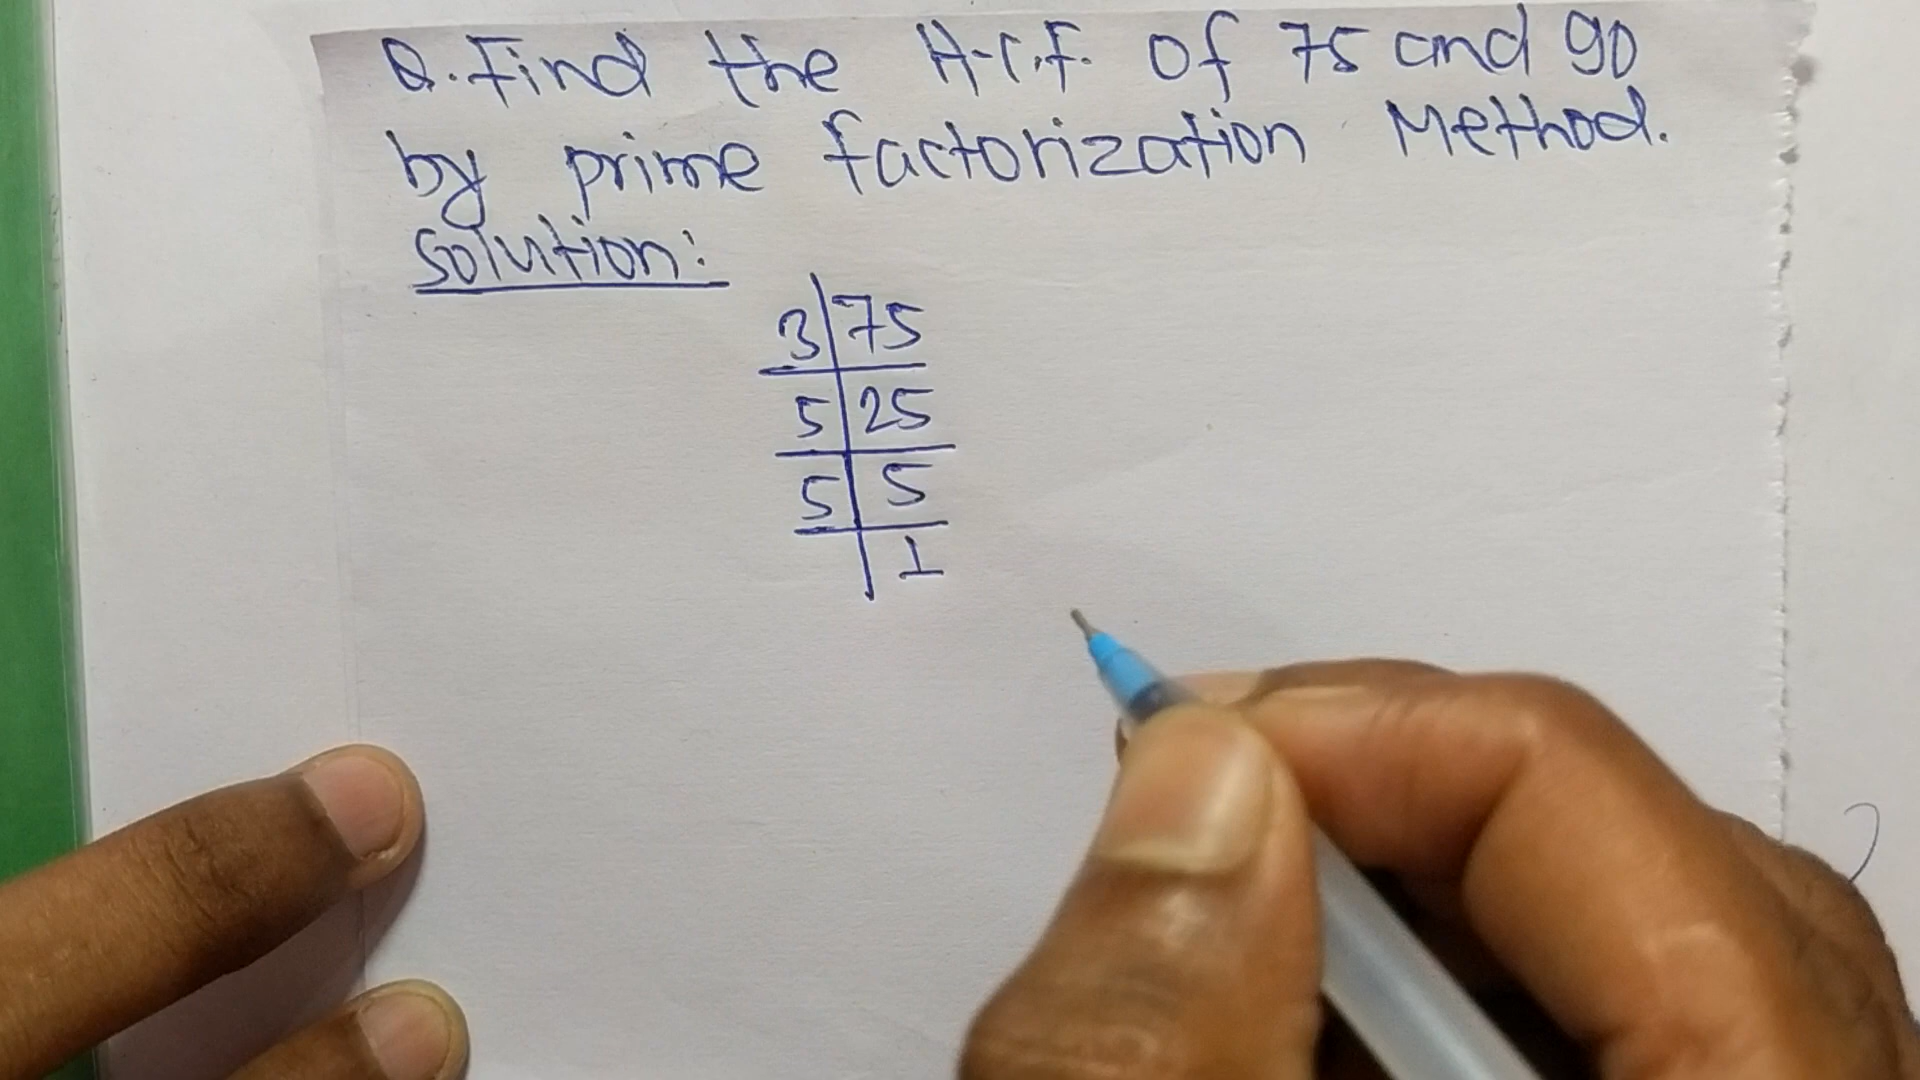 Q. Find the H.C.F. of 75 and 90
by prime factorization Method.
Solution:
3 75
5 25
5 5
1